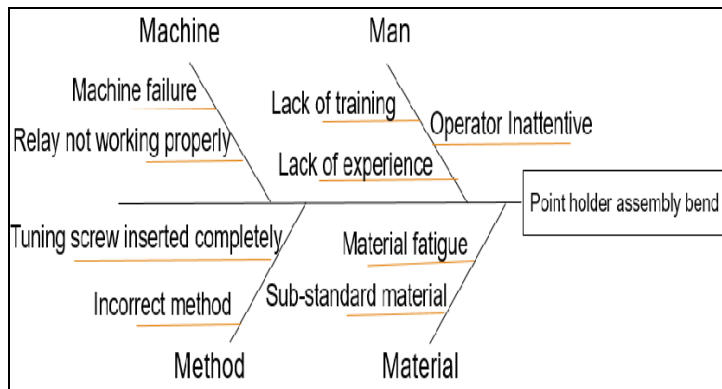 Machine
Man
Machine failure
Relay not working properly
Lack of training
Operator Inattentive
Lack of experience
Point holder assembly bend
Tuning screw inserted completely
Incorrect method
Material fatigue
Sub-standard material
Method
Material